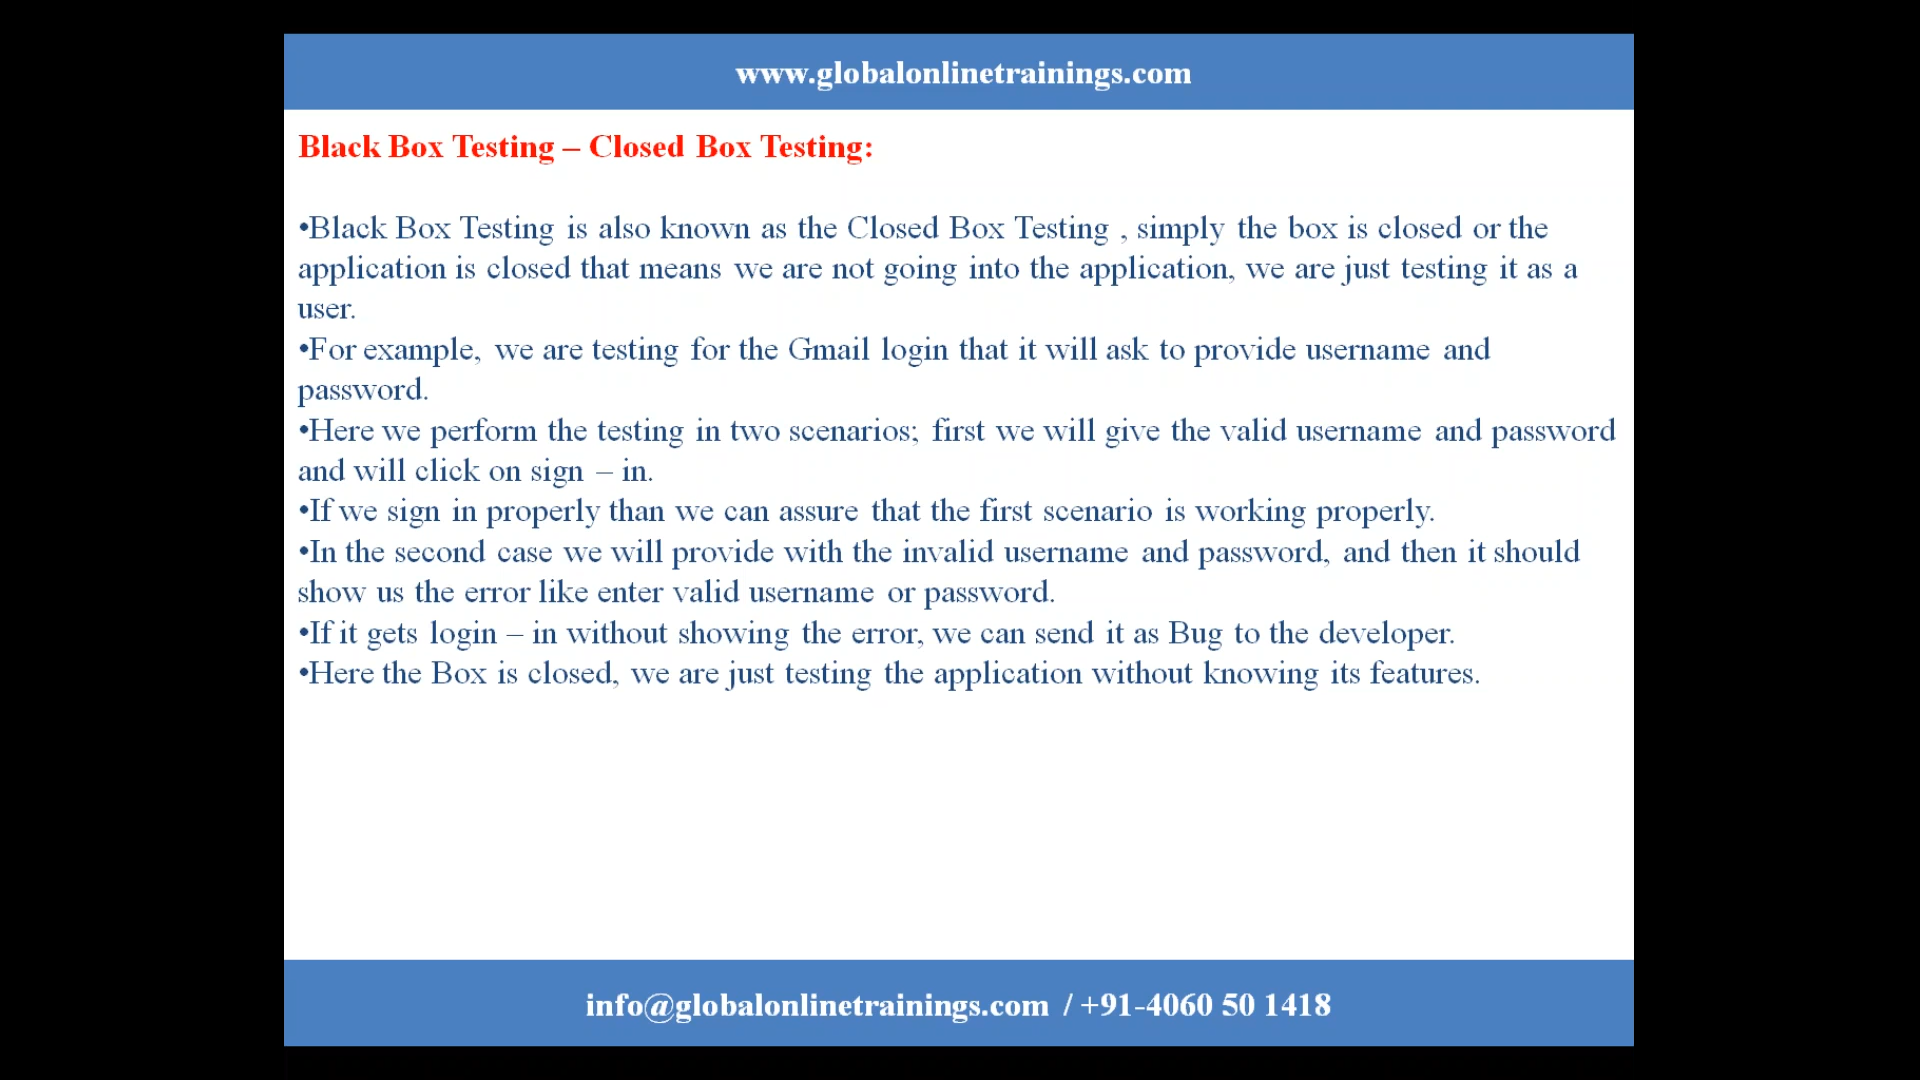 www.globalonlinetrainings.com
Black Box Testing – Closed Box Testing:
•Black Box Testing is also known as the Closed Box Testing , simply the box is closed or the
application is closed that means we are not going into the application, we are just testing it as a
user.
•For example, we are testing for the Gmail login that it will ask to provide username and
password.
•Here we perform the testing in two scenarios; first we will give the valid username and password
and will click on sign – in.
•If we sign in properly than we can assure that the first scenario is working properly.
•In the second case we will provide with the invalid username and password, and then it should
show us the error like enter valid username or password.
•If it gets login – in without showing the error, we can send it as Bug to the developer.
•Here the Box is closed, we are just testing the application without knowing its features.
info@globalonlinetrainings.com / +91-4060 50 1418